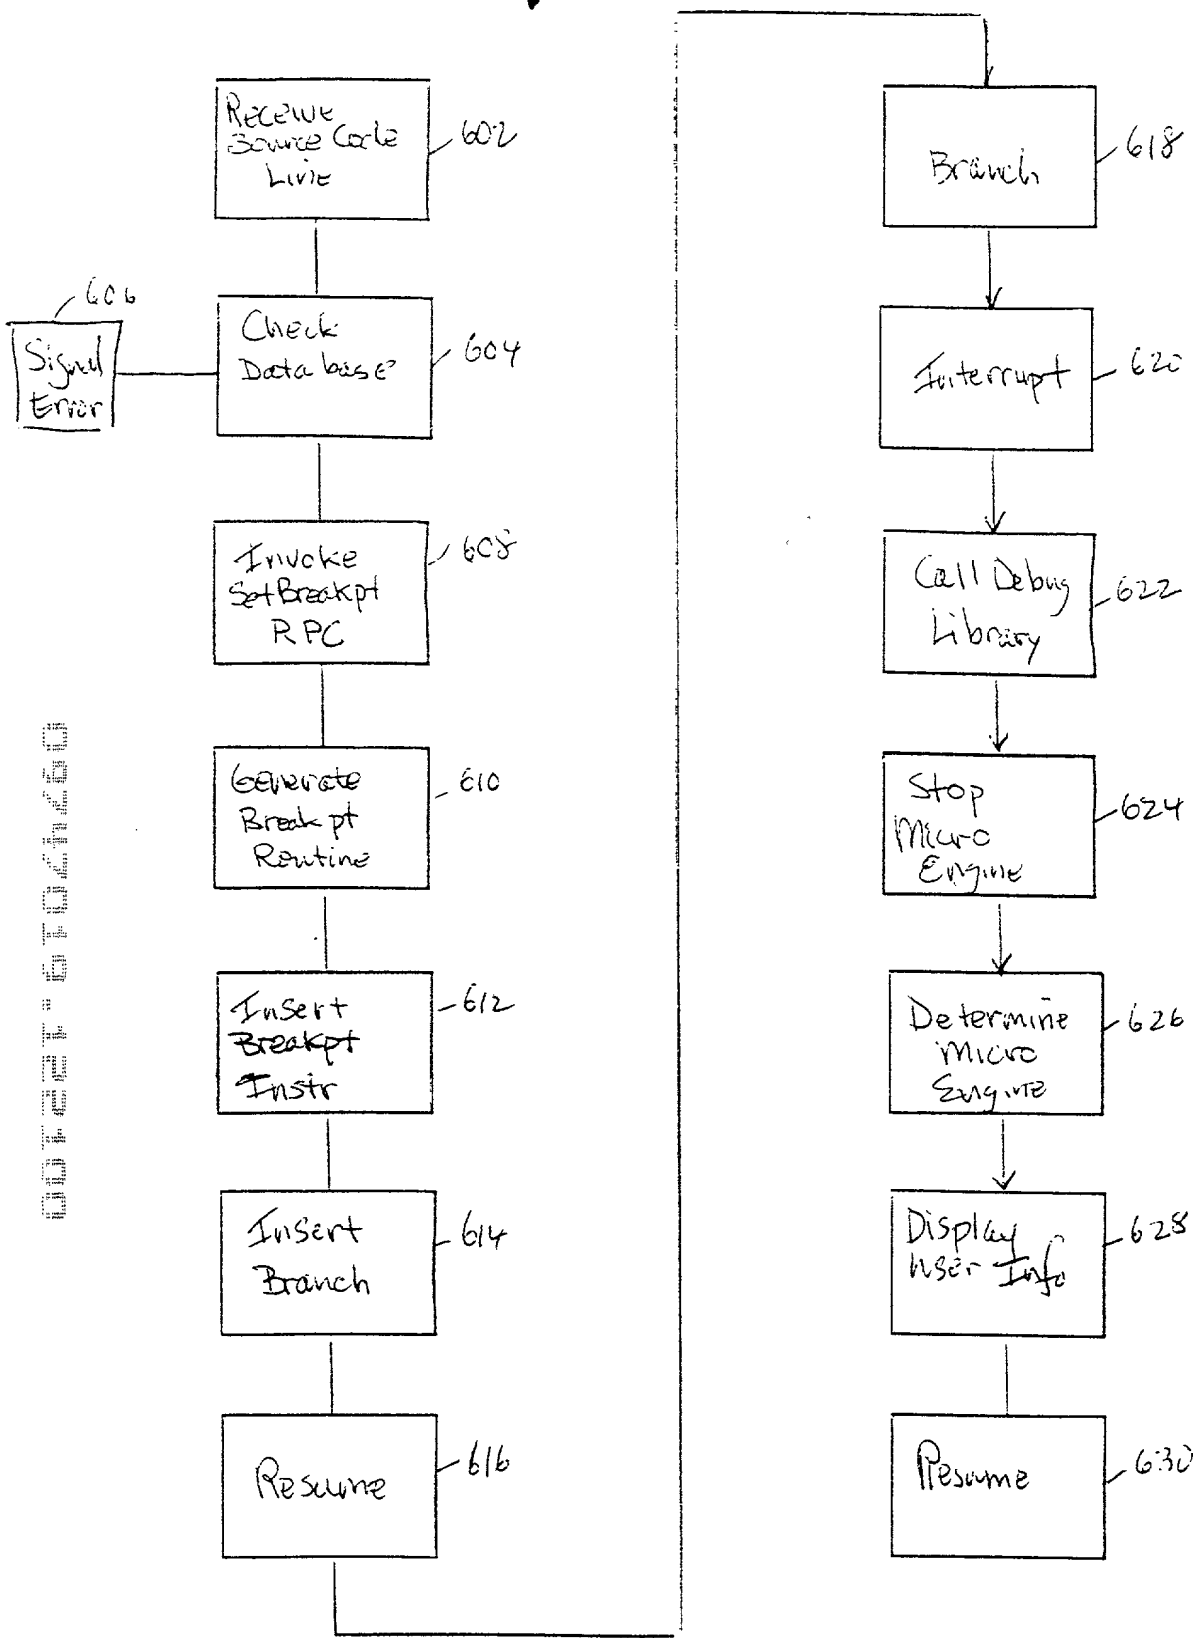 Receive
Source Code
Line
602
606
Signal
Error
Check
Database
604
Invoke
SetBreakpt
RPC
608
Generate
Breakpt
Routine
610
Insert
Breakpt
Instr
612
Insert
Branch
614
Resume
616
Branch
618
Interrupt
620
Call Debug
Library
622
Stop
Micro
Engine
624
Determine
Micro
Engine
626
Display
User Info
628
Resume
630